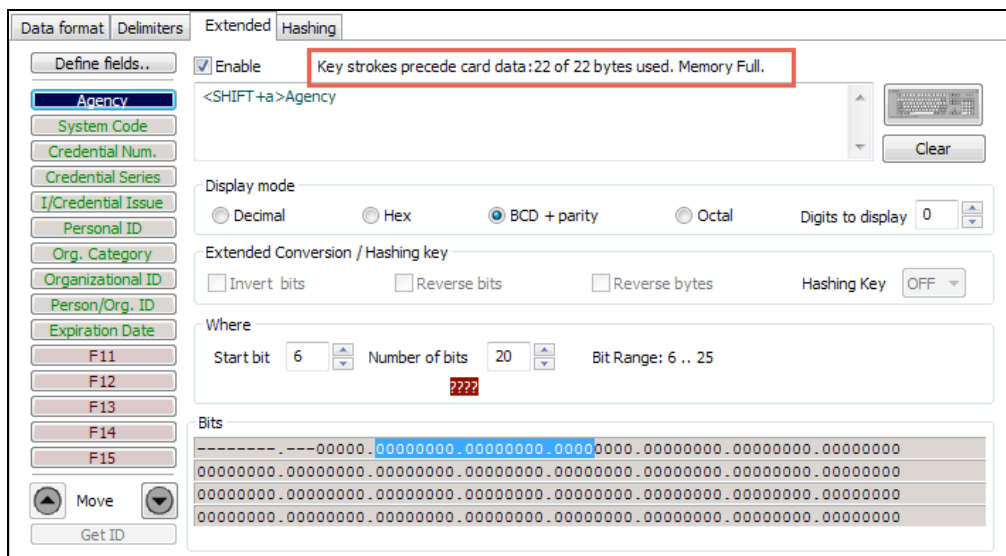 Data format Delimiters Extended Hashing
Define fields..
Enable
Key strokes precede card data:22 of 22 bytes used. Memory Full.
Agency
System Code
Credential Num.
Credential Series
I/Credential Issue
Personal ID
Org. Category
Organizational ID
Person/Org. ID
Expiration Date
F11
F12
F13
F14
F15
Move
Get ID
<SHIFT+a>Agency
Clear
Display mode
Decimal Hex BCD + parity Octal Digits to display 0
Extended Conversion / Hashing key
Invert bits Reverse bits Reverse bytes Hashing Key OFF
Where
Start bit 6 Number of bits 20 Bit Range: 6 .. 25
????
Bits
--------.---00000.00000000.00000000.00000000.00000000.00000000.00000000
00000000.00000000.00000000.00000000.00000000.00000000.00000000.00000000
00000000.00000000.00000000.00000000.00000000.00000000.00000000.00000000
00000000.00000000.00000000.00000000.00000000.00000000.00000000.00000000